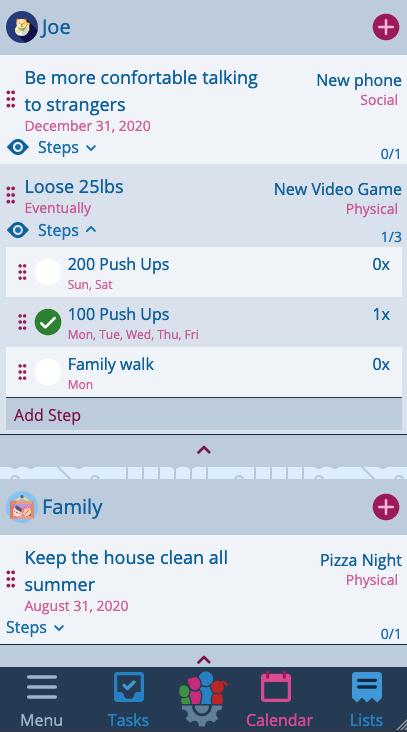 Joe
Be more confortable talking
to strangers
New phone
Social
December 31, 2020
Steps
0/1
Loose 25lbs
New Video Game
Eventually
Physical
Steps
1/3
200 Push Ups
0x
Sun, Sat
100 Push Ups
1x
Mon, Tue, Wed, Thu, Fri
Family walk
0x
Mon
Add Step
Family
Keep the house clean all
summer
Pizza Night
Physical
August 31, 2020
Steps
0/1
Menu
Tasks
Calendar
Lists